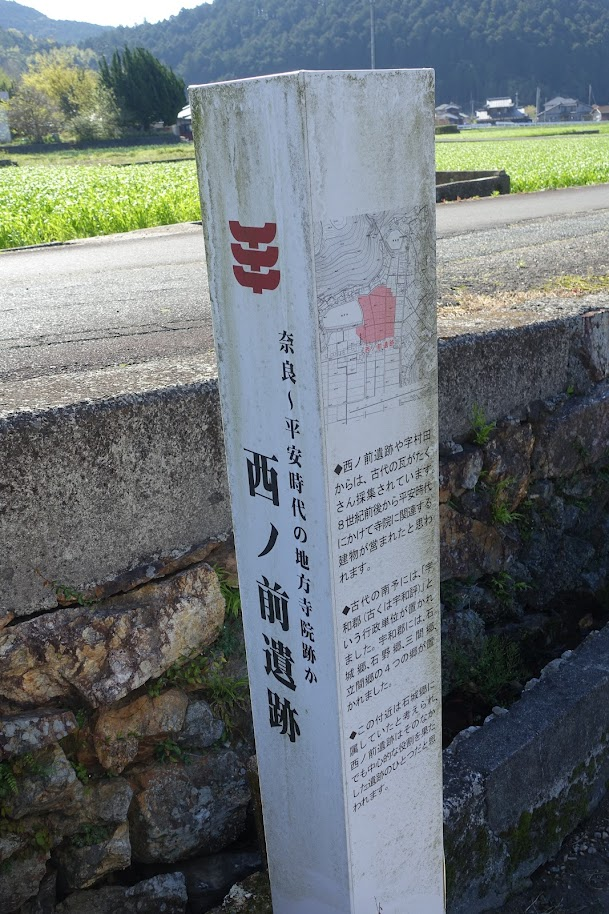 奈良～平安時代の地方寺院跡か
西ノ前遺跡
◆西ノ前遺跡や字村田
からは、古代の瓦がたく
さん採集されています。
8世紀前後から平安時代
にかけて寺院に関連する
建物が営まれたと思わ
れます。
◆古代の南予には、「宇
和郡（古くは宇和評）」と
いう行政単位が置かれ
ました。宇和郡には、石
城郷、石野郷、三間郷、
立間郷の4つの郷が置
かれました。
◆この付近は石城郷に
属していたと考えられ、
西ノ前遺跡はそのなか
でも中心的な役割を果た
した遺跡のひとつだと思
われます。